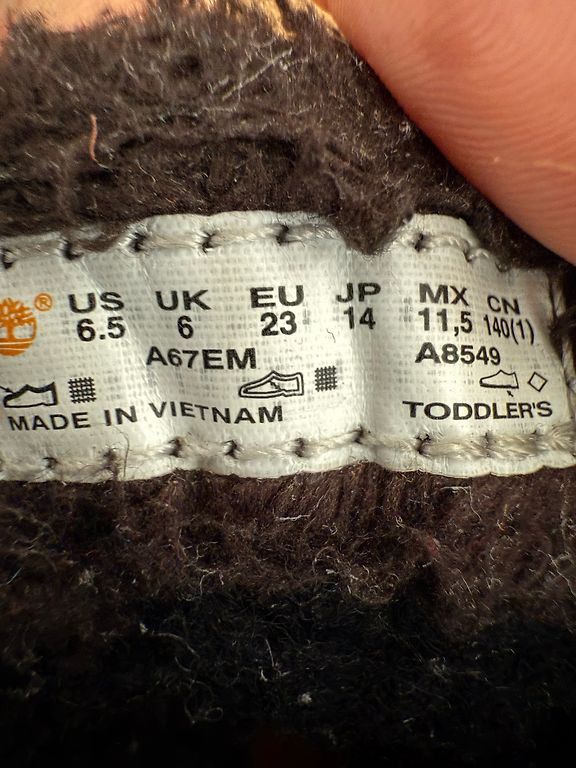 ® US UK EU JP MX CN
6.5 6 23 14 11,5 140(1)
A67EM A8549
MADE IN VIETNAM TODDLER'S